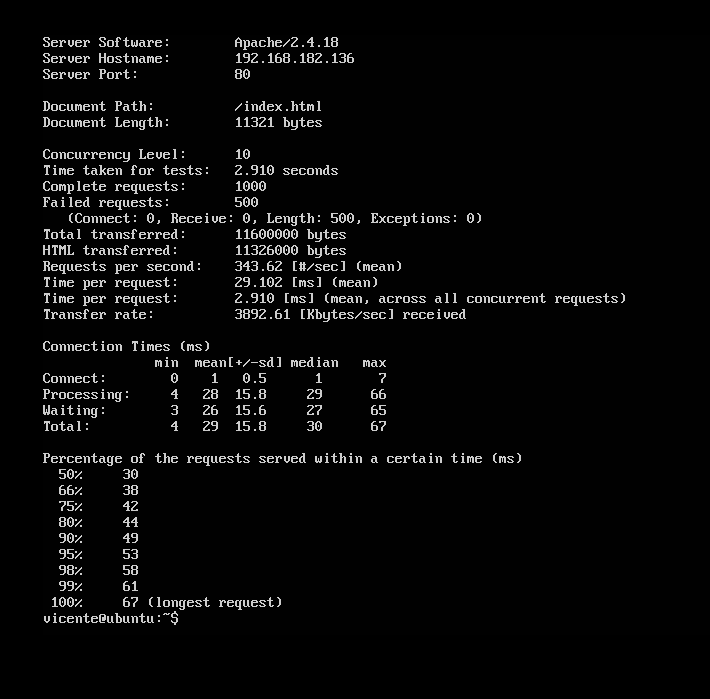 Server Software:        Apache/2.4.18
Server Hostname:        192.168.182.136
Server Port:            80

Document Path:          /index.html
Document Length:        11321 bytes

Concurrency Level:      10
Time taken for tests:   2.910 seconds
Complete requests:      1000
Failed requests:        500
   (Connect: 0, Receive: 0, Length: 500, Exceptions: 0)
Total transferred:      11600000 bytes
HTML transferred:       11326000 bytes
Requests per second:    343.62 [#/sec] (mean)
Time per request:       29.102 [ms] (mean)
Time per request:       2.910 [ms] (mean, across all concurrent requests)
Transfer rate:          3892.61 [Kbytes/sec] received

Connection Times (ms)
              min  mean[+/-sd] median   max
Connect:        0    1   0.5      1       7
Processing:     4   28  15.8     29      66
Waiting:        3   26  15.6     27      65
Total:          4   29  15.8     30      67

Percentage of the requests served within a certain time (ms)
  50%     30
  66%     38
  75%     42
  80%     44
  90%     49
  95%     53
  98%     58
  99%     61
 100%     67 (longest request)
vicente@ubuntu:~$